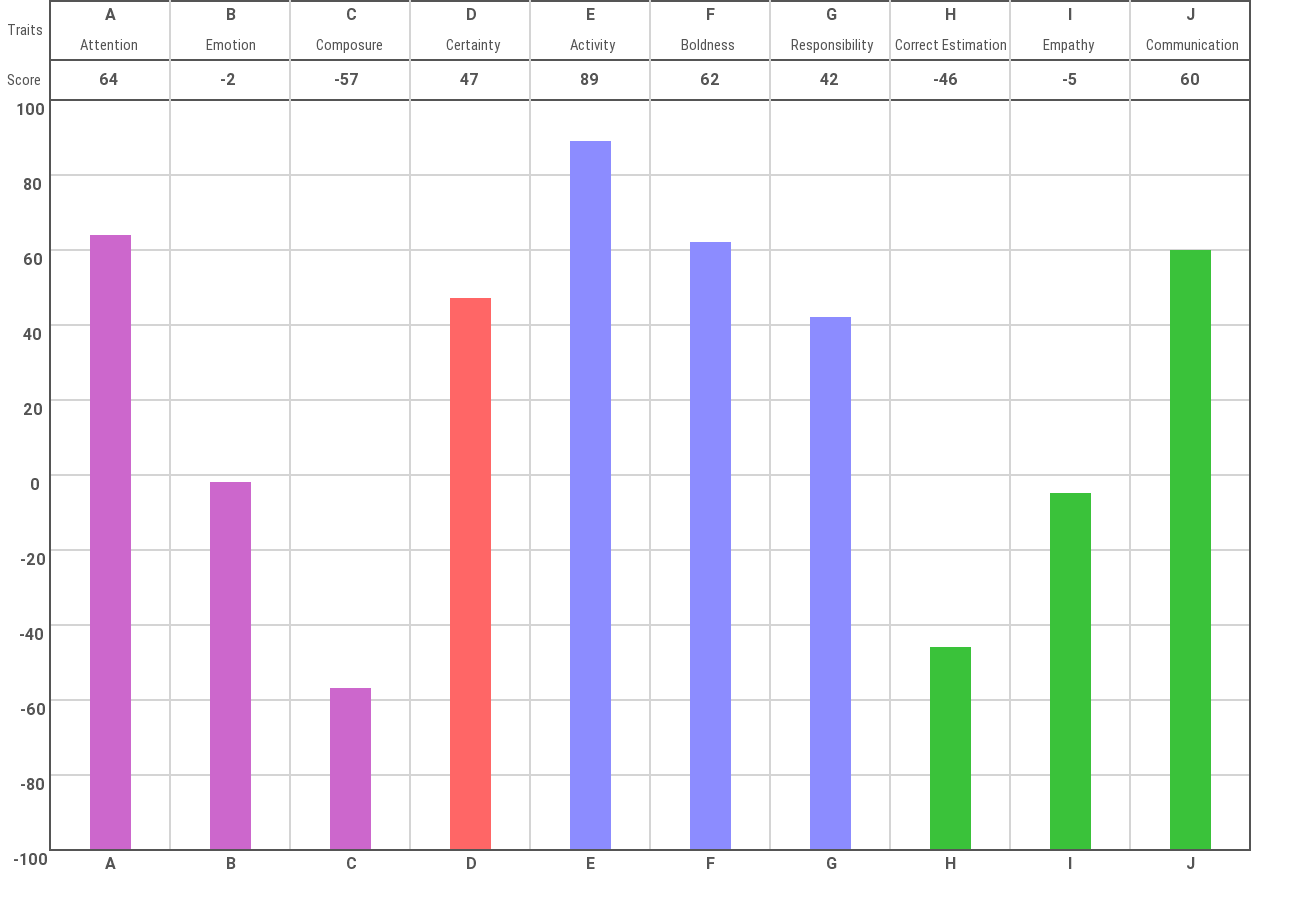 A B C D E F G H I J
Traits Attention Emotion Composure Certainty Activity Boldness Responsibility Correct Estimation Empathy Communication
Score 64 -2 -57 47 89 62 42 -46 -5 60
100
80
60
40
20
0
-20
-40
-60
-80
-100
A B C D E F G H I J